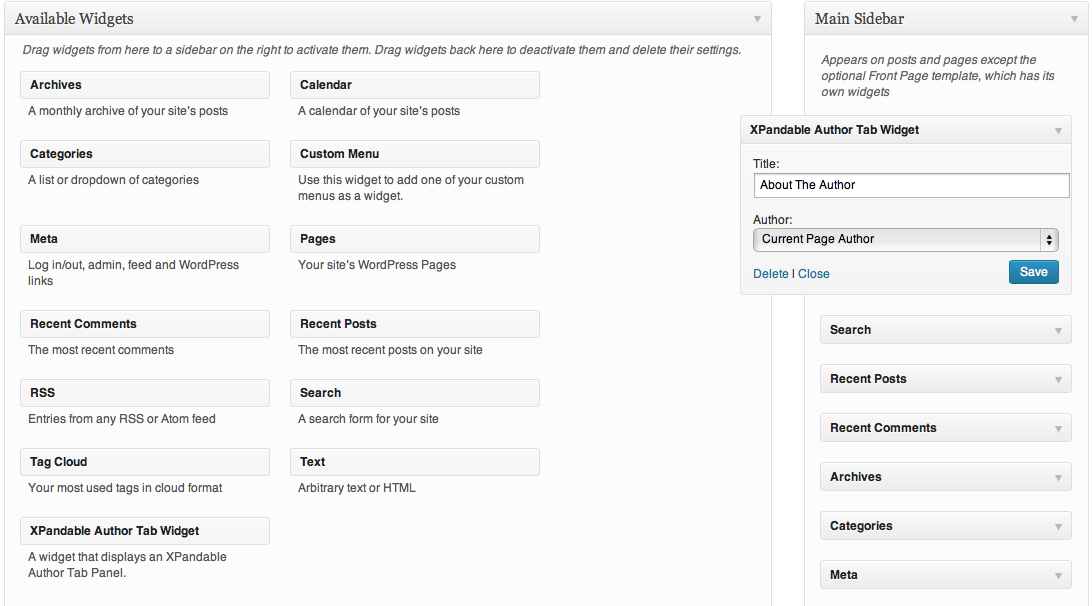 Available Widgets
Drag widgets from here to a sidebar on the right to activate them. Drag widgets back here to deactivate them and delete their settings.
Archives
A monthly archive of your site's posts
Calendar
A calendar of your site's posts
Categories
A list or dropdown of categories
Custom Menu
Use this widget to add one of your custom
menus as a widget.
Meta
Log in/out, admin, feed and WordPress
links
Pages
Your site's WordPress Pages
Recent Comments
The most recent comments
Recent Posts
The most recent posts on your site
RSS
Entries from any RSS or Atom feed
Search
A search form for your site
Tag Cloud
Your most used tags in cloud format
Text
Arbitrary text or HTML
XPandable Author Tab Widget
A widget that displays an XPandable
Author Tab Panel.
Main Sidebar
Appears on posts and pages except the
optional Front Page template, which has its
own widgets
XPandable Author Tab Widget
Title:
About The Author
Author:
Current Page Author
Delete | Close
Save
Search
Recent Posts
Recent Comments
Archives
Categories
Meta